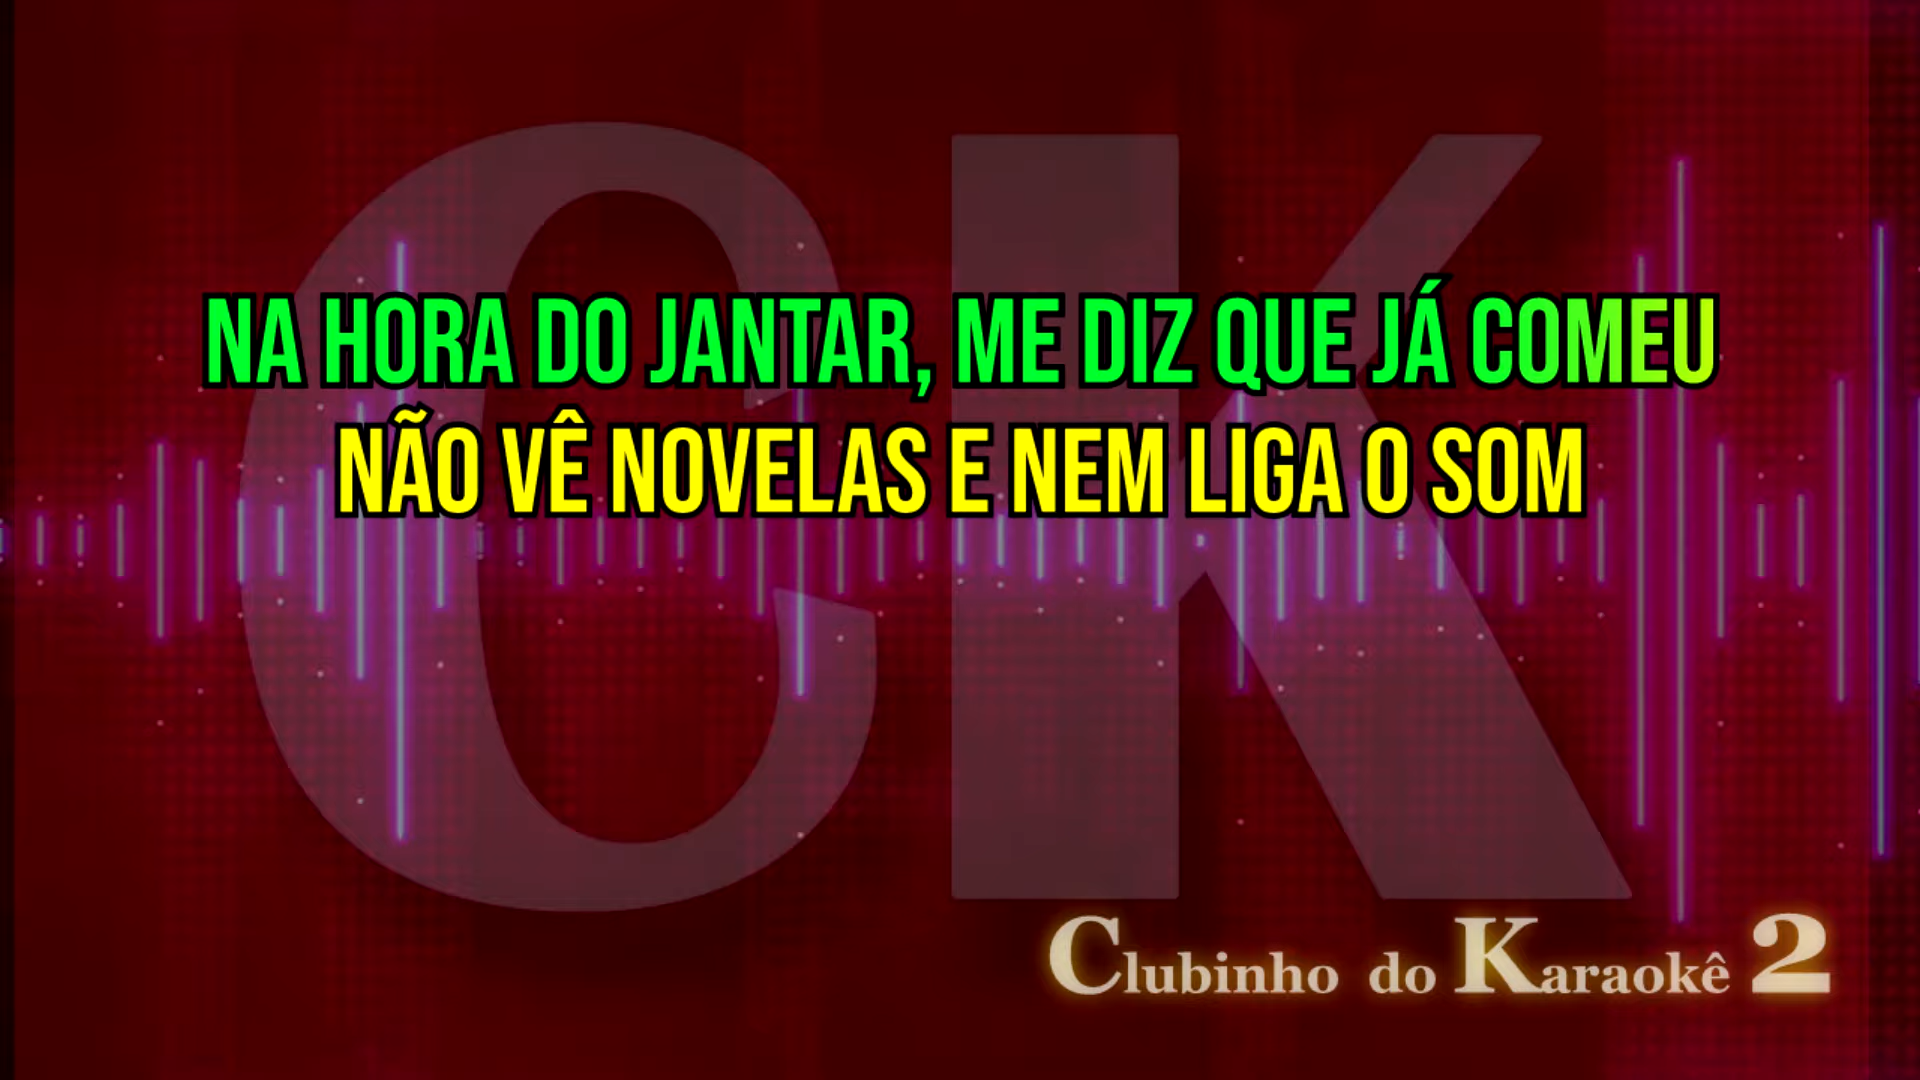 NA HORA DO JANTAR, ME DIZ QUE JÁ COMEU
NÃO VÊ NOVELAS E NEM LIGA O SOM
CK
Clubinho do Karaokê 2